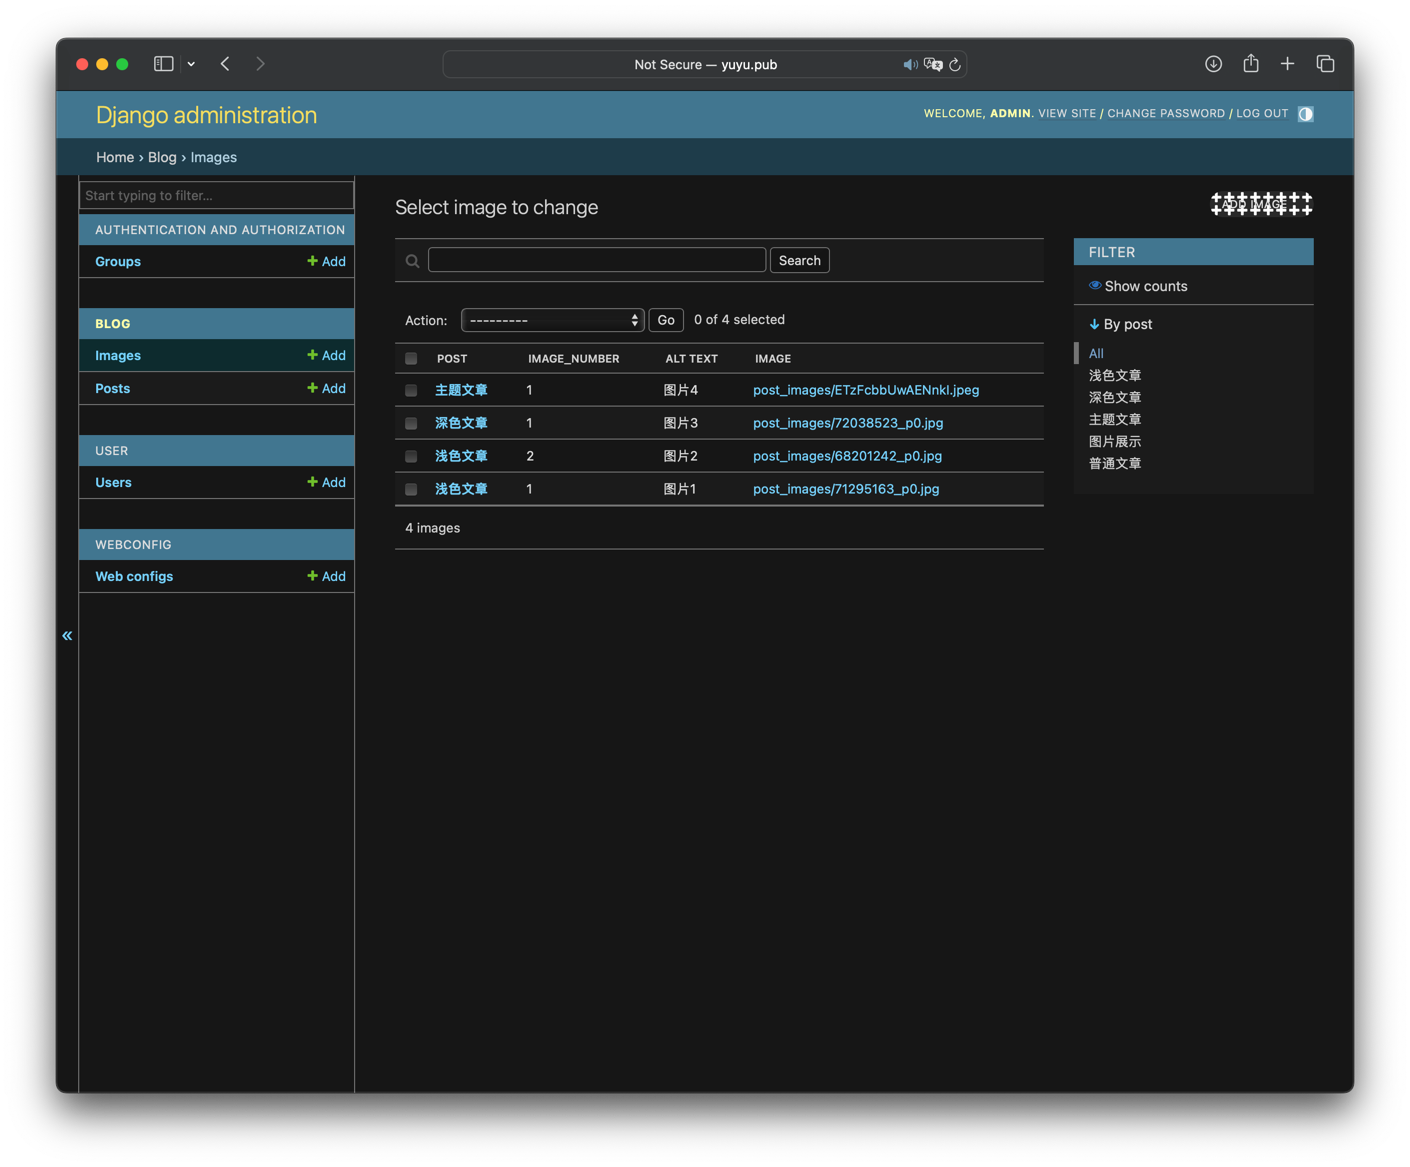 Not Secure — yuyu.pub
Django administration
WELCOME, ADMIN. VIEW SITE / CHANGE PASSWORD / LOG OUT
Home › Blog › Images
Start typing to filter...
AUTHENTICATION AND AUTHORIZATION
Groups + Add
BLOG
Images + Add
Posts + Add
USER
Users + Add
WEBCONFIG
Web configs + Add
«
Select image to change
ADD IMAGE
Search
Action: --------- Go 0 of 4 selected
POST IMAGE_NUMBER ALT TEXT IMAGE
主题文章 1 图片4 post_images/ETzFcbbUwAENnkI.jpeg
深色文章 1 图片3 post_images/72038523_p0.jpg
浅色文章 2 图片2 post_images/68201242_p0.jpg
浅色文章 1 图片1 post_images/71295163_p0.jpg
4 images
FILTER
Show counts
↓ By post
All
浅色文章
深色文章
主题文章
图片展示
普通文章